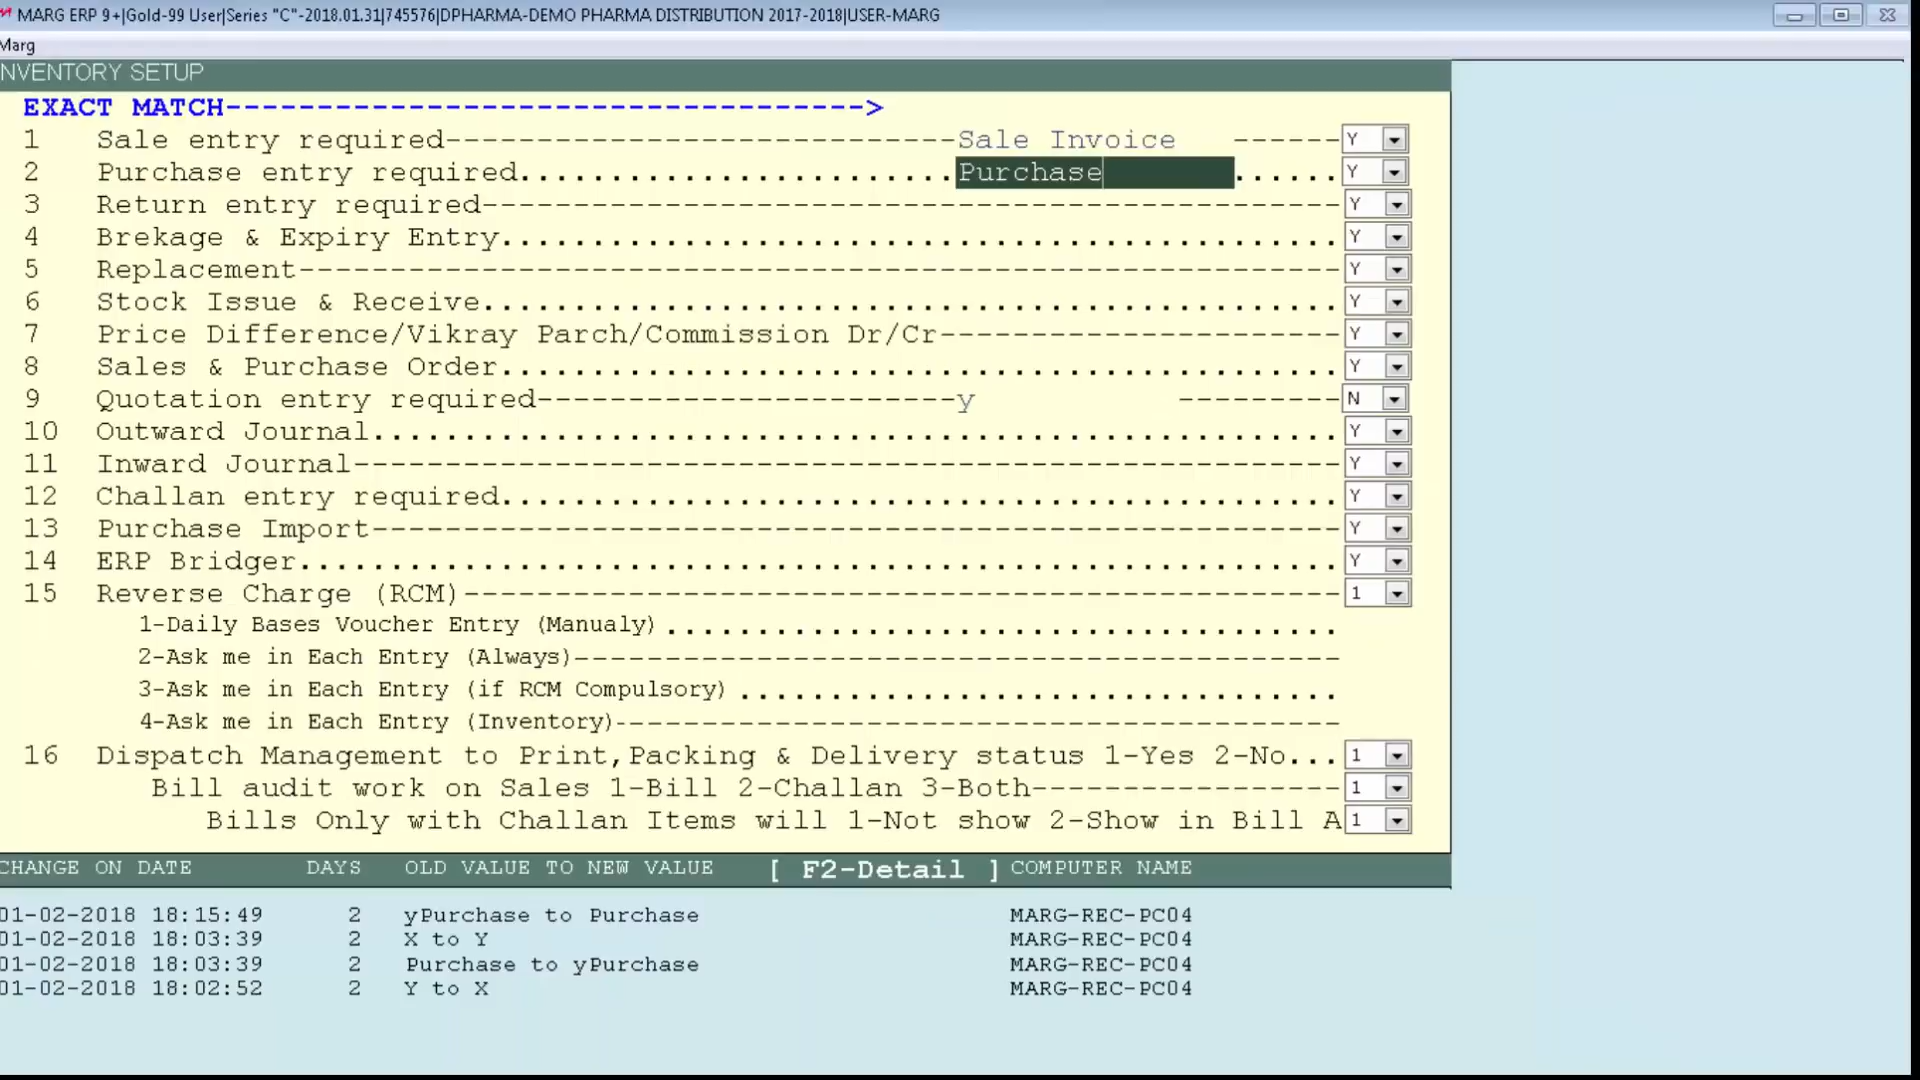 MARG ERP 9+|Gold-99 User|Series "C"-2018.01.31|745576|DPHARMA-DEMO PHARMA DISTRIBUTION 2017-2018|USER-MARG
Marg
NVENTORY SETUP
EXACT MATCH----------------------------------->
1 Sale entry required----------------------------Sale Invoice ------ Y
2 Purchase entry required........................Purchase ...... Y
3 Return entry required----------------------------------------------- Y
4 Brekage & Expiry Entry.............................................. Y
5 Replacement--------------------------------------------------------- Y
6 Stock Issue & Receive............................................... Y
7 Price Difference/Vikray Parch/Commission Dr/Cr---------------------- Y
8 Sales & Purchase Order.............................................. Y
9 Quotation entry required-----------------------y --------- N
10 Outward Journal..................................................... Y
11 Inward Journal------------------------------------------------------ Y
12 Challan entry required.............................................. Y
13 Purchase Import----------------------------------------------------- Y
14 ERP Bridger......................................................... Y
15 Reverse Charge (RCM)------------------------------------------------ 1
1-Daily Bases Voucher Entry (Manualy) .....................................
2-Ask me in Each Entry (Always)------------------------------------------
3-Ask me in Each Entry (if RCM Compulsory) .................................
4-Ask me in Each Entry (Inventory)----------------------------------------
16 Dispatch Management to Print,Packing & Delivery status 1-Yes 2-No... 1
Bill audit work on Sales 1-Bill 2-Challan 3-Both----------------- 1
Bills Only with Challan Items will 1-Not show 2-Show in Bill A 1
CHANGE ON DATE DAYS OLD VALUE TO NEW VALUE [ F2-Detail ] COMPUTER NAME
01-02-2018 18:15:49 2 yPurchase to Purchase MARG-REC-PC04
01-02-2018 18:03:39 2 X to Y MARG-REC-PC04
01-02-2018 18:03:39 2 Purchase to yPurchase MARG-REC-PC04
01-02-2018 18:02:52 2 Y to X MARG-REC-PC04